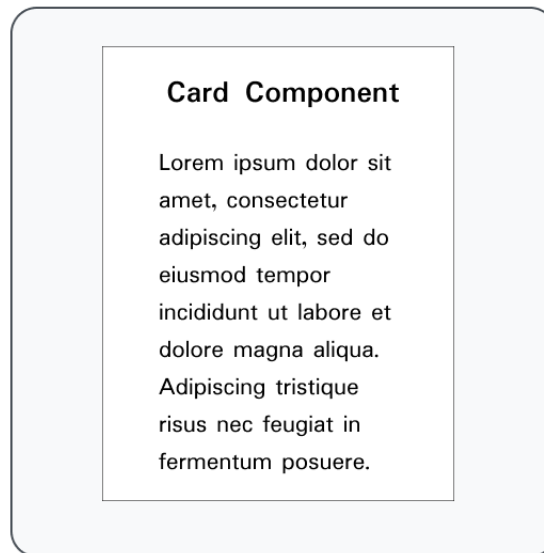 Card Component
Lorem ipsum dolor sit
amet, consectetur
adipiscing elit, sed do
eiusmod tempor
incididunt ut labore et
dolore magna aliqua.
Adipiscing tristique
risus nec feugiat in
fermentum posuere.